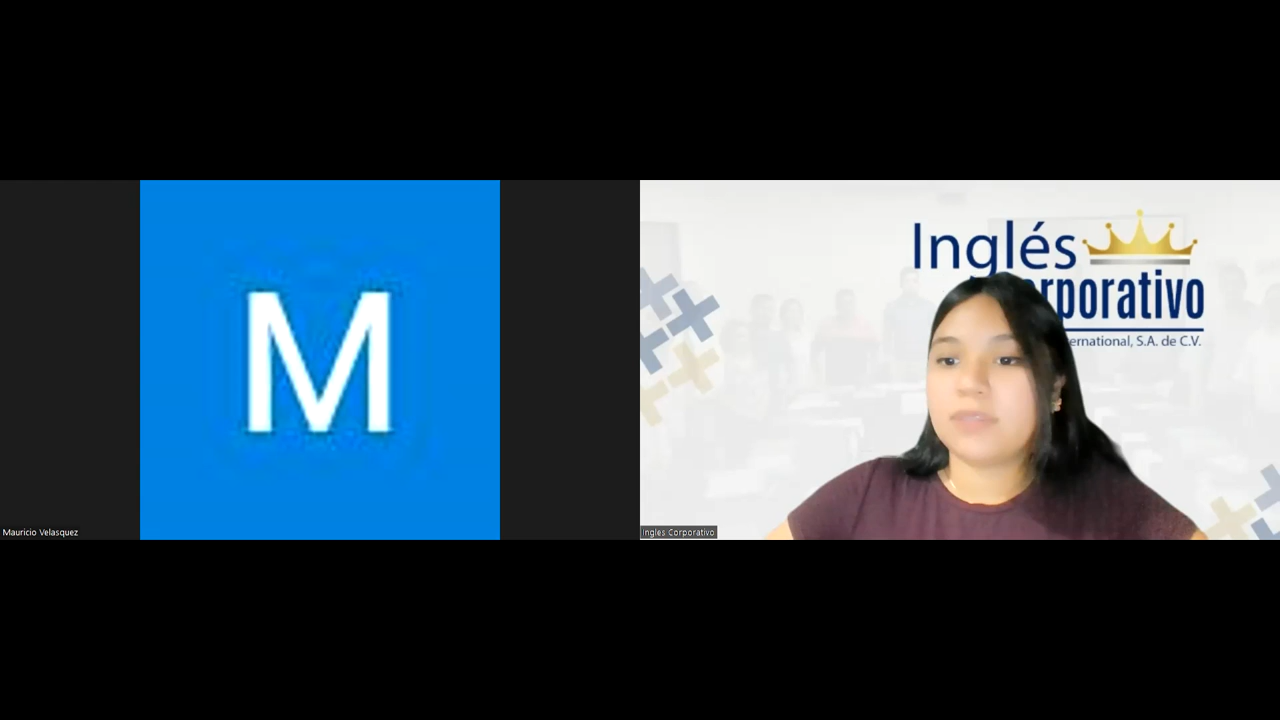 M
Mauricio Velasquez
Inglés
rporativo
ernational, S.A. de C.V.
Ingles Corporativo